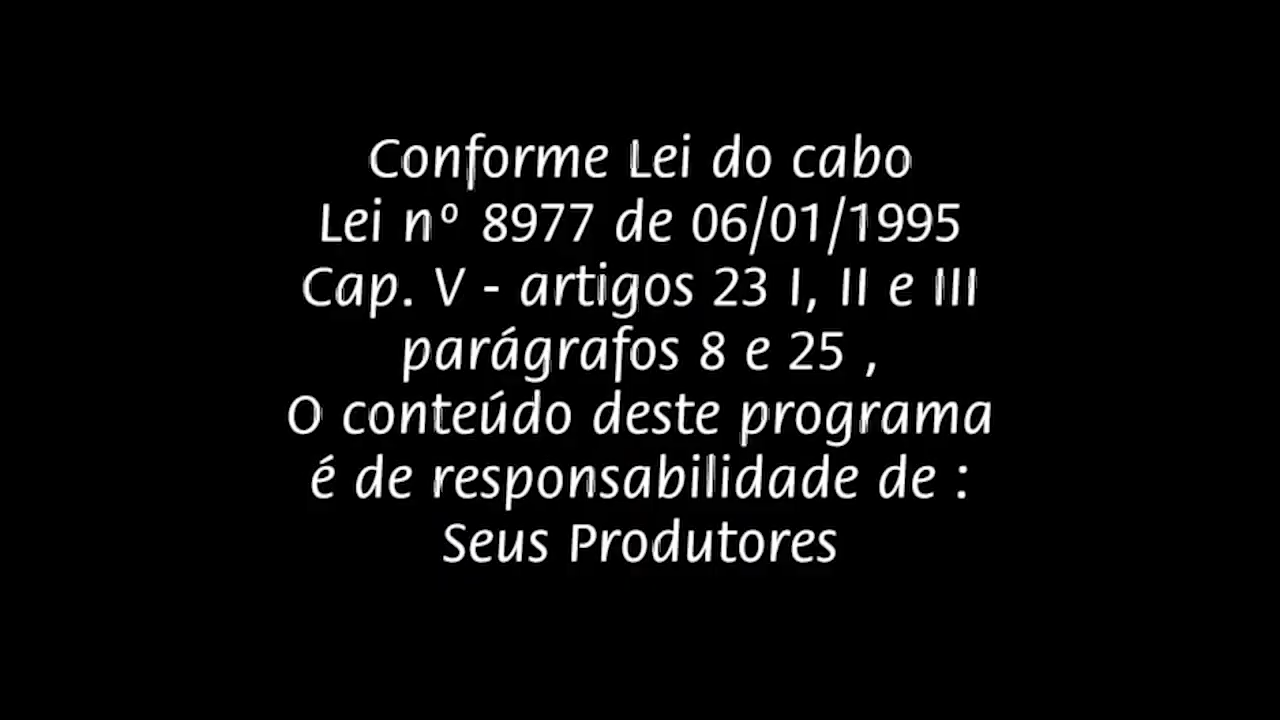 Conforme Lei do cabo
Lei nº 8977 de 06/01/1995
Cap. V - artigos 23 I, II e III
parágrafos 8 e 25 ,
O conteúdo deste programa
é de responsabilidade de :
Seus Produtores